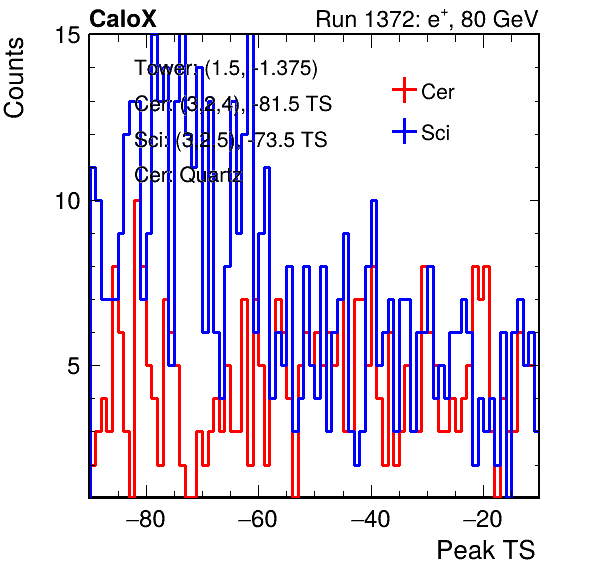 CaloX Run 1372: e+, 80 GeV
Counts
15
Tower: (1.5, -1.375)
Cer: (3,2,4), -81.5 TS
Sci: (3,2,5), -73.5 TS
Cer: Quartz
Cer
Sci
10
5
−80 −60 −40 −20
Peak TS